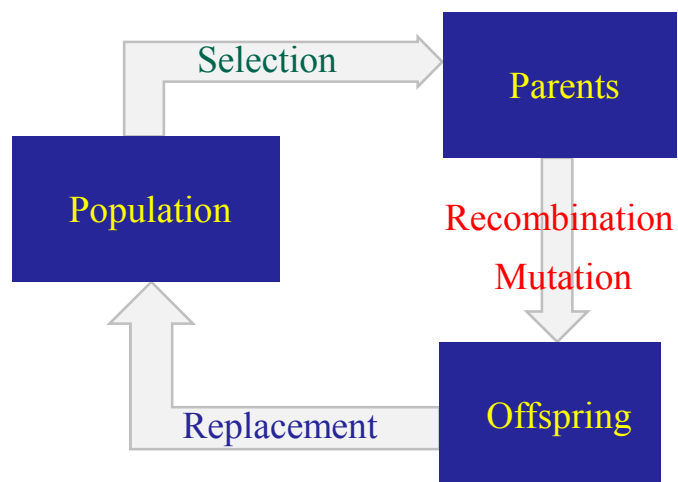 Selection
Parents
Population
Recombination
Mutation
Replacement
Offspring